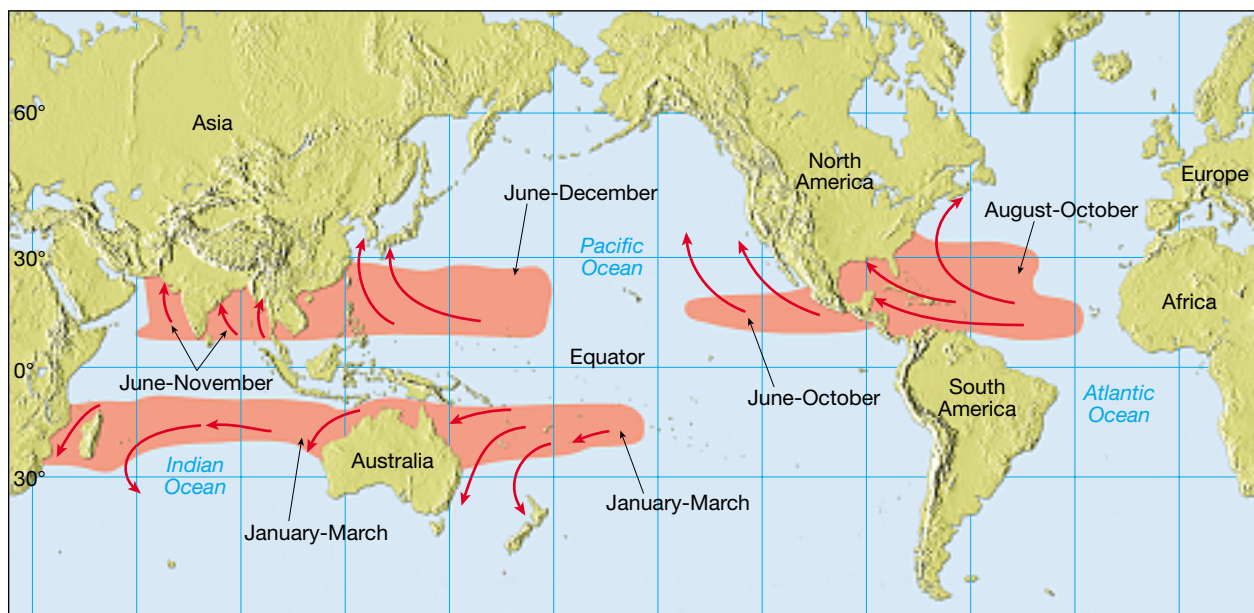 60°
Asia
North
America
Europe
June-December
August-October
30°
Pacific
Ocean
Africa
0°
Equator
June-November
June-October
South
America
Atlantic
Ocean
Australia
Indian
Ocean
30°
January-March
January-March